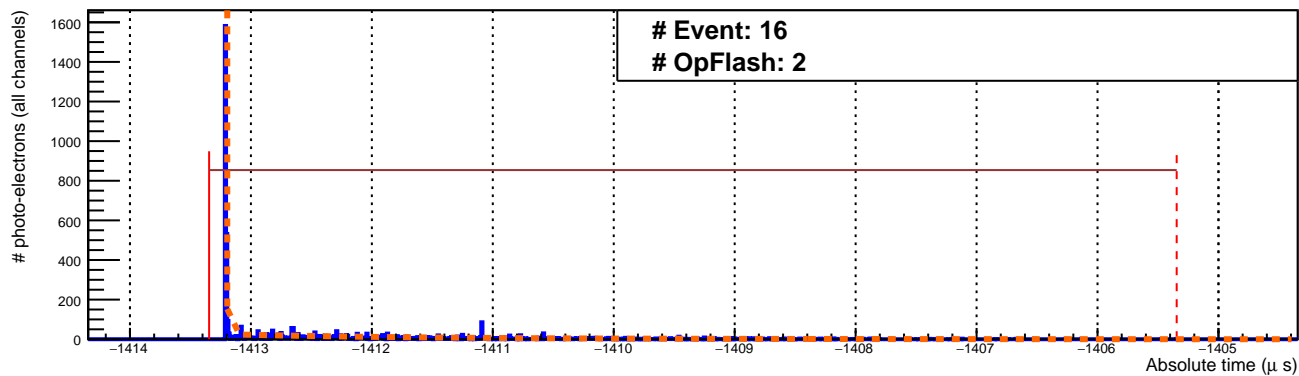 # Event: 16
# OpFlash: 2
# photo-electrons (all channels)
1600
1400
1200
1000
800
600
400
200
0
−1414 −1413 −1412 −1411 −1410 −1409 −1408 −1407 −1406 −1405
Absolute time (μ s)